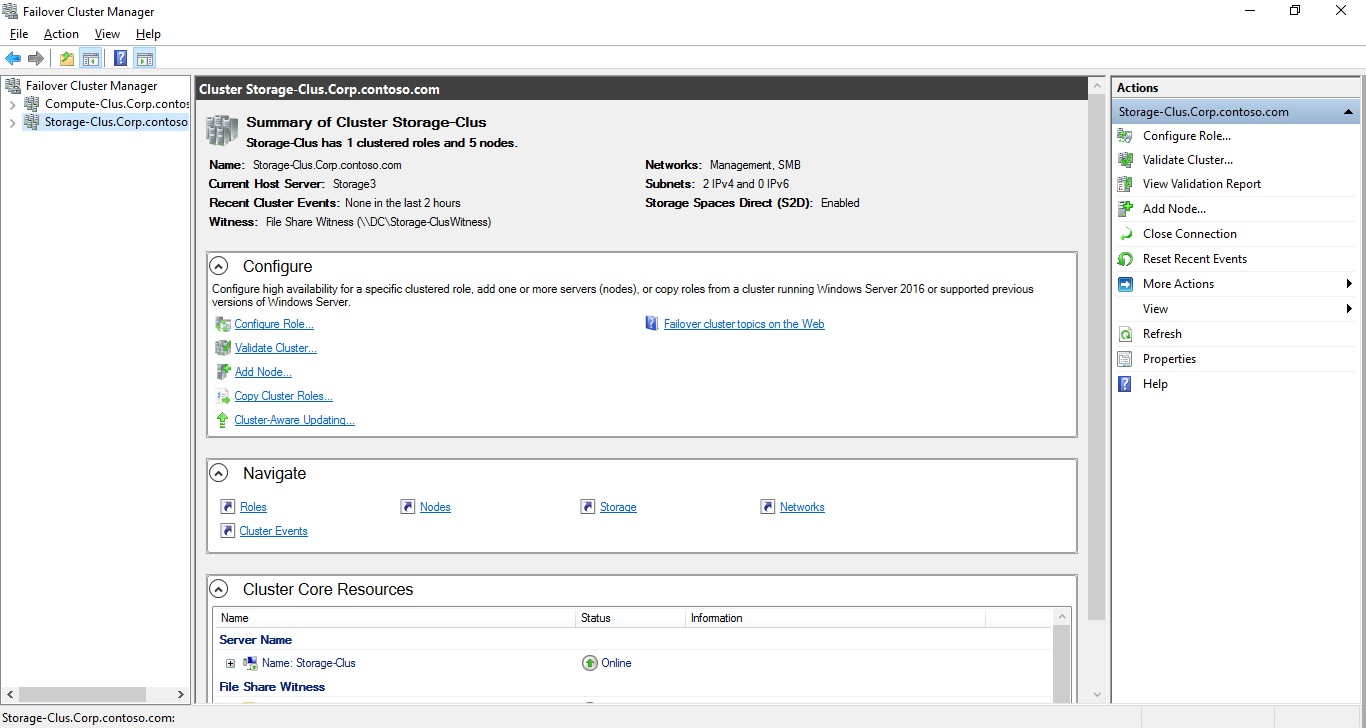 Failover Cluster Manager
File Action View Help
Failover Cluster Manager
Compute-Clus.Corp.contos
Storage-Clus.Corp.contoso
Cluster Storage-Clus.Corp.contoso.com
Summary of Cluster Storage-Clus
Storage-Clus has 1 clustered roles and 5 nodes.
Name: Storage-Clus.Corp.contoso.com
Networks: Management, SMB
Current Host Server: Storage3
Subnets: 2 IPv4 and 0 IPv6
Recent Cluster Events: None in the last 2 hours
Storage Spaces Direct (S2D): Enabled
Witness: File Share Witness (\\DC\Storage-ClusWitness)
Configure
Configure high availability for a specific clustered role, add one or more servers (nodes), or copy roles from a cluster running Windows Server 2016 or supported previous
versions of Windows Server.
Configure Role...
Failover cluster topics on the Web
Validate Cluster...
Add Node...
Copy Cluster Roles...
Cluster-Aware Updating...
Navigate
Roles Nodes Storage Networks
Cluster Events
Cluster Core Resources
Name Status Information
Server Name
Name: Storage-Clus Online
File Share Witness
Actions
Storage-Clus.Corp.contoso.com
Configure Role...
Validate Cluster...
View Validation Report
Add Node...
Close Connection
Reset Recent Events
More Actions
View
Refresh
Properties
Help
Storage-Clus.Corp.contoso.com: